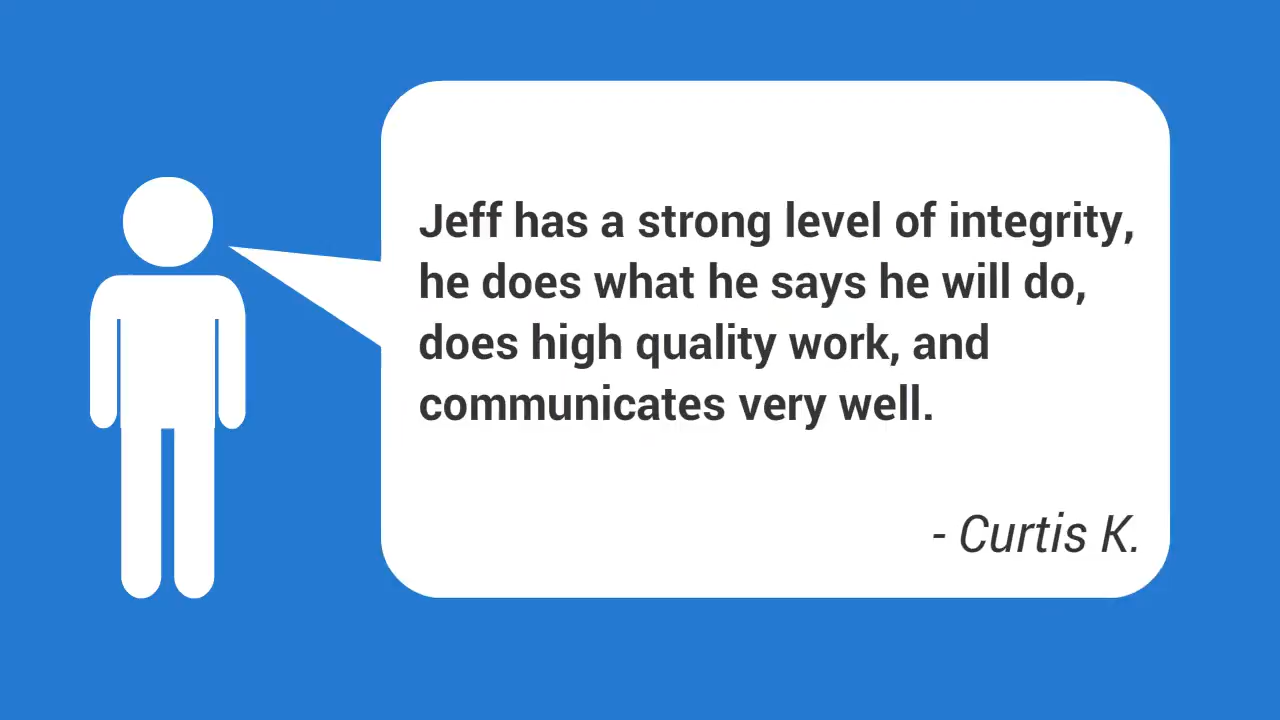 Jeff has a strong level of integrity,
he does what he says he will do,
does high quality work, and
communicates very well.
- Curtis K.